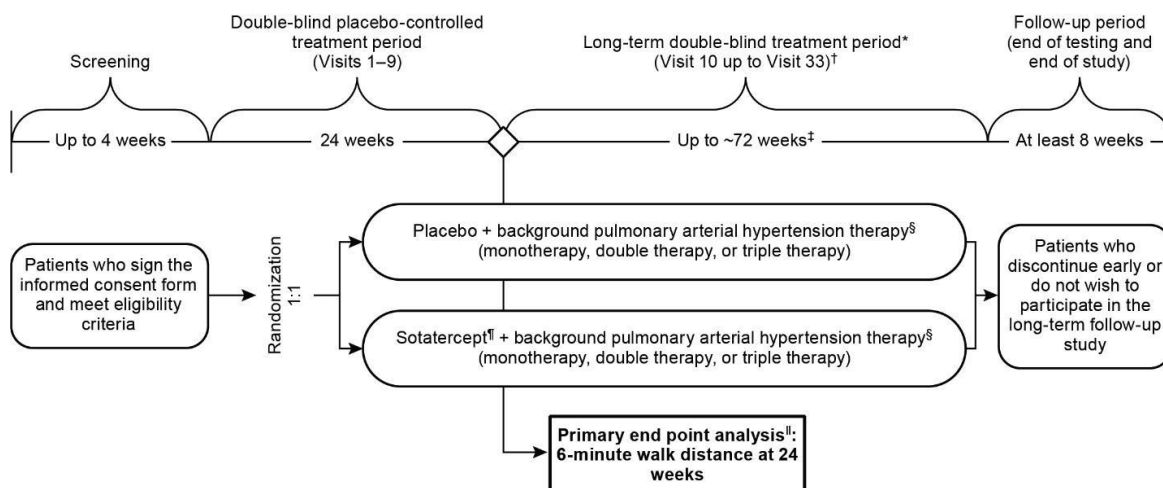 Screening
Double-blind placebo-controlled
treatment period
(Visits 1–9)
Long-term double-blind treatment period*
(Visit 10 up to Visit 33)†
Follow-up period
(end of testing and
end of study)
Up to 4 weeks
24 weeks
Up to ~72 weeks‡
At least 8 weeks
Patients who sign the
informed consent form
and meet eligibility
criteria
Randomization
1:1
Placebo + background pulmonary arterial hypertension therapy§
(monotherapy, double therapy, or triple therapy)
Sotatercept¶ + background pulmonary arterial hypertension therapy§
(monotherapy, double therapy, or triple therapy)
Patients who
discontinue early or
do not wish to
participate in the
long-term follow-up
study
Primary end point analysis‖:
6-minute walk distance at 24
weeks